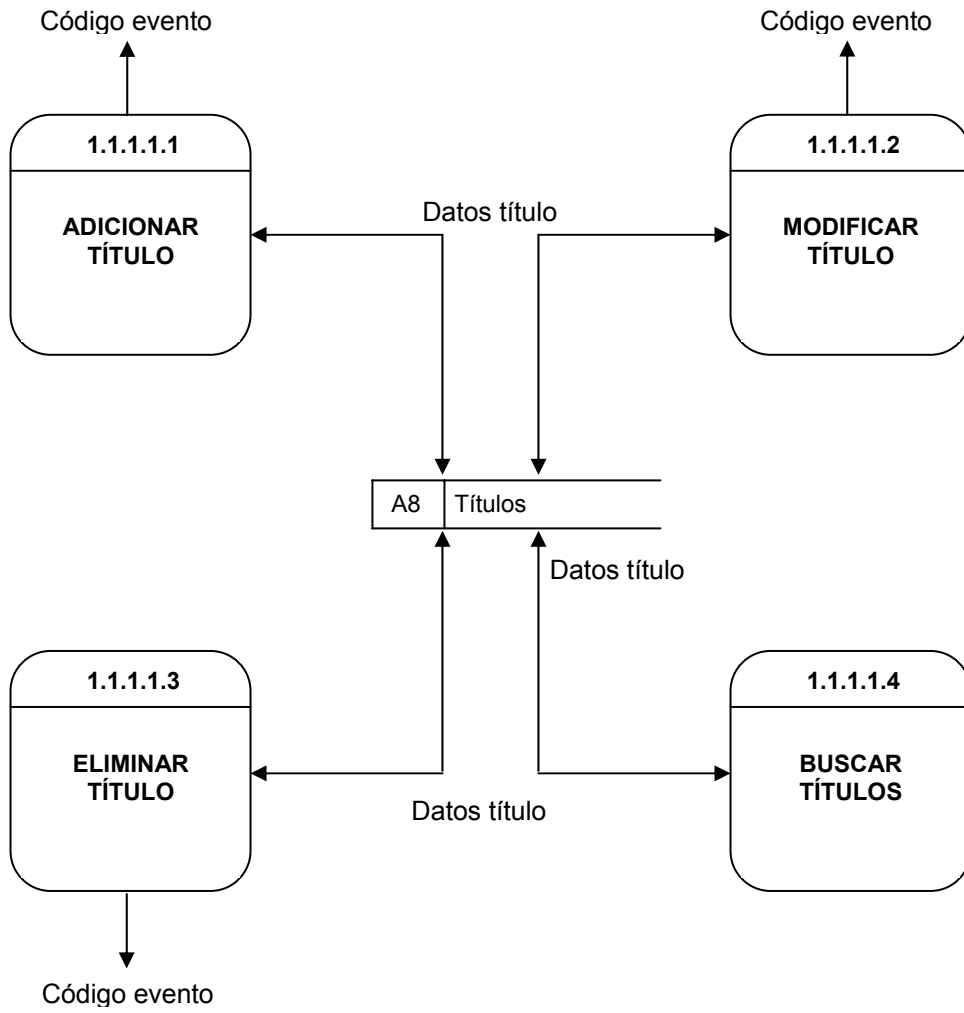 Código evento
Código evento
1.1.1.1.1
1.1.1.1.2
ADICIONAR
TÍTULO
Datos título
MODIFICAR
TÍTULO
A8 Títulos
Datos título
1.1.1.1.3
1.1.1.1.4
ELIMINAR
TÍTULO
Datos título
BUSCAR
TÍTULOS
Código evento